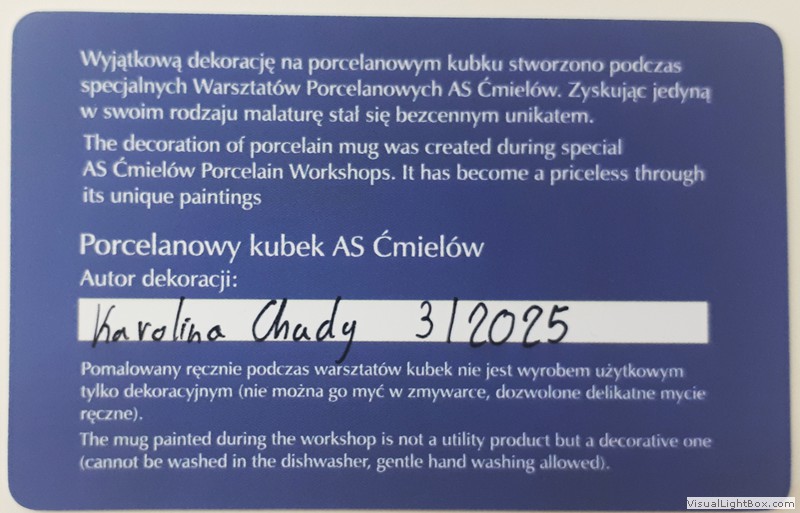 Wyjątkową dekorację na porcelanowym kubku stworzono podczas
specjalnych Warsztatów Porcelanowych AS Ćmielów. Zyskując jedyną
w swoim rodzaju malaturę stał się bezcennym unikatem.
The decoration of porcelain mug was created during special
AS Ćmielów Porcelain Workshops. It has become a priceless through
its unique paintings
Porcelanowy kubek AS Ćmielów
Autor dekoracji:
Karolina Chady 3/2025
Pomalowany ręcznie podczas warsztatów kubek nie jest wyrobem użytkowym
tylko dekoracyjnym (nie można go myć w zmywarce, dozwolone delikatne mycie
ręczne).
The mug painted during the workshop is not a utility product but a decorative one
(cannot be washed in the dishwasher, gentle hand washing allowed).
VisualLightBox.com